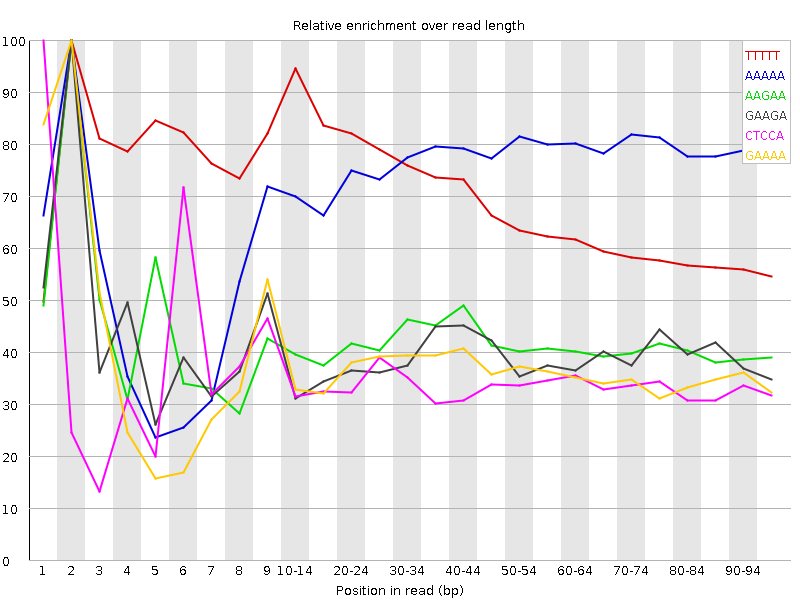 Relative enrichment over read length
100
90
80
70
60
50
40
30
20
10
0
TTTTT
AAAAA
AAGAA
GAAGA
CTCCA
GAAAA
1 2 3 4 5 6 7 8 9 10-14 20-24 30-34 40-44 50-54 60-64 70-74 80-84 90-94
Position in read (bp)